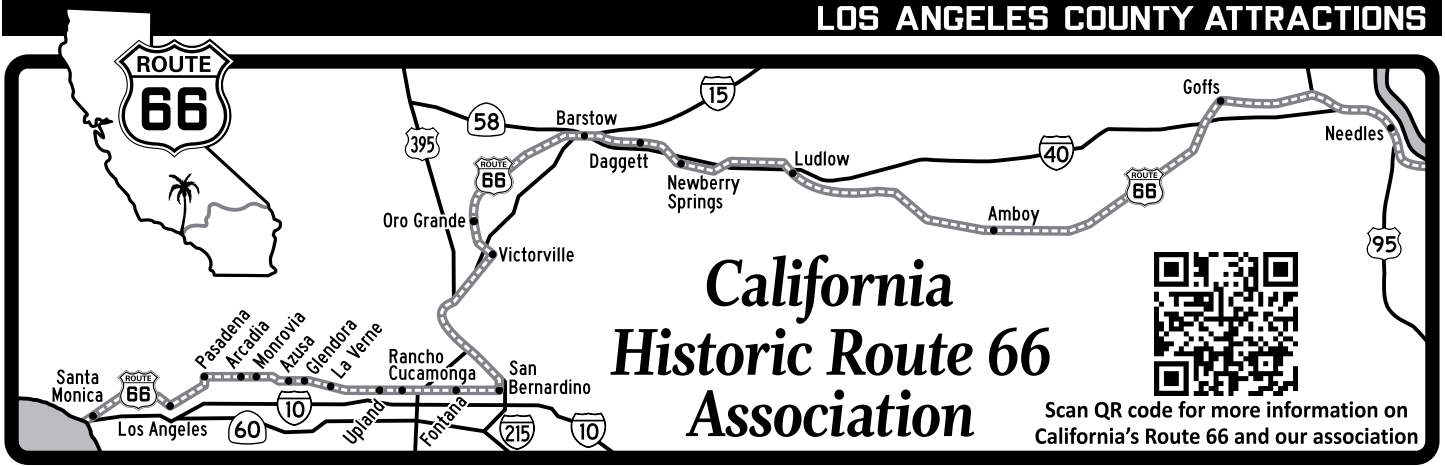 LOS ANGELES COUNTY ATTRACTIONS
ROUTE
66
15
58
395
Barstow
Goffs
Needles
40
Daggett
Ludlow
ROUTE
66
Newberry
Springs
ROUTE
66
Oro Grande
Amboy
Victorville
95
California
Historic Route 66
Association
Pasadena
Arcadia
Monrovia
Azusa
Glendora
La Verne
Rancho
Cucamonga
San
Bernardino
Santa
Monica
ROUTE
66
Los Angeles
10
60
Upland
Fontana
215
10
Scan QR code for more information on
California's Route 66 and our association